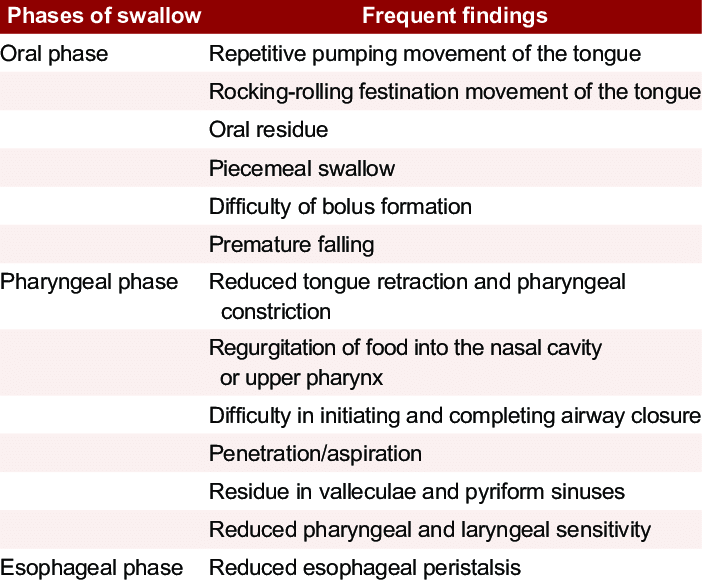 Phases of swallow Frequent findings
Oral phase Repetitive pumping movement of the tongue
Rocking-rolling festination movement of the tongue
Oral residue
Piecemeal swallow
Difficulty of bolus formation
Premature falling
Pharyngeal phase Reduced tongue retraction and pharyngeal
constriction
Regurgitation of food into the nasal cavity
or upper pharynx
Difficulty in initiating and completing airway closure
Penetration/aspiration
Residue in valleculae and pyriform sinuses
Reduced pharyngeal and laryngeal sensitivity
Esophageal phase Reduced esophageal peristalsis